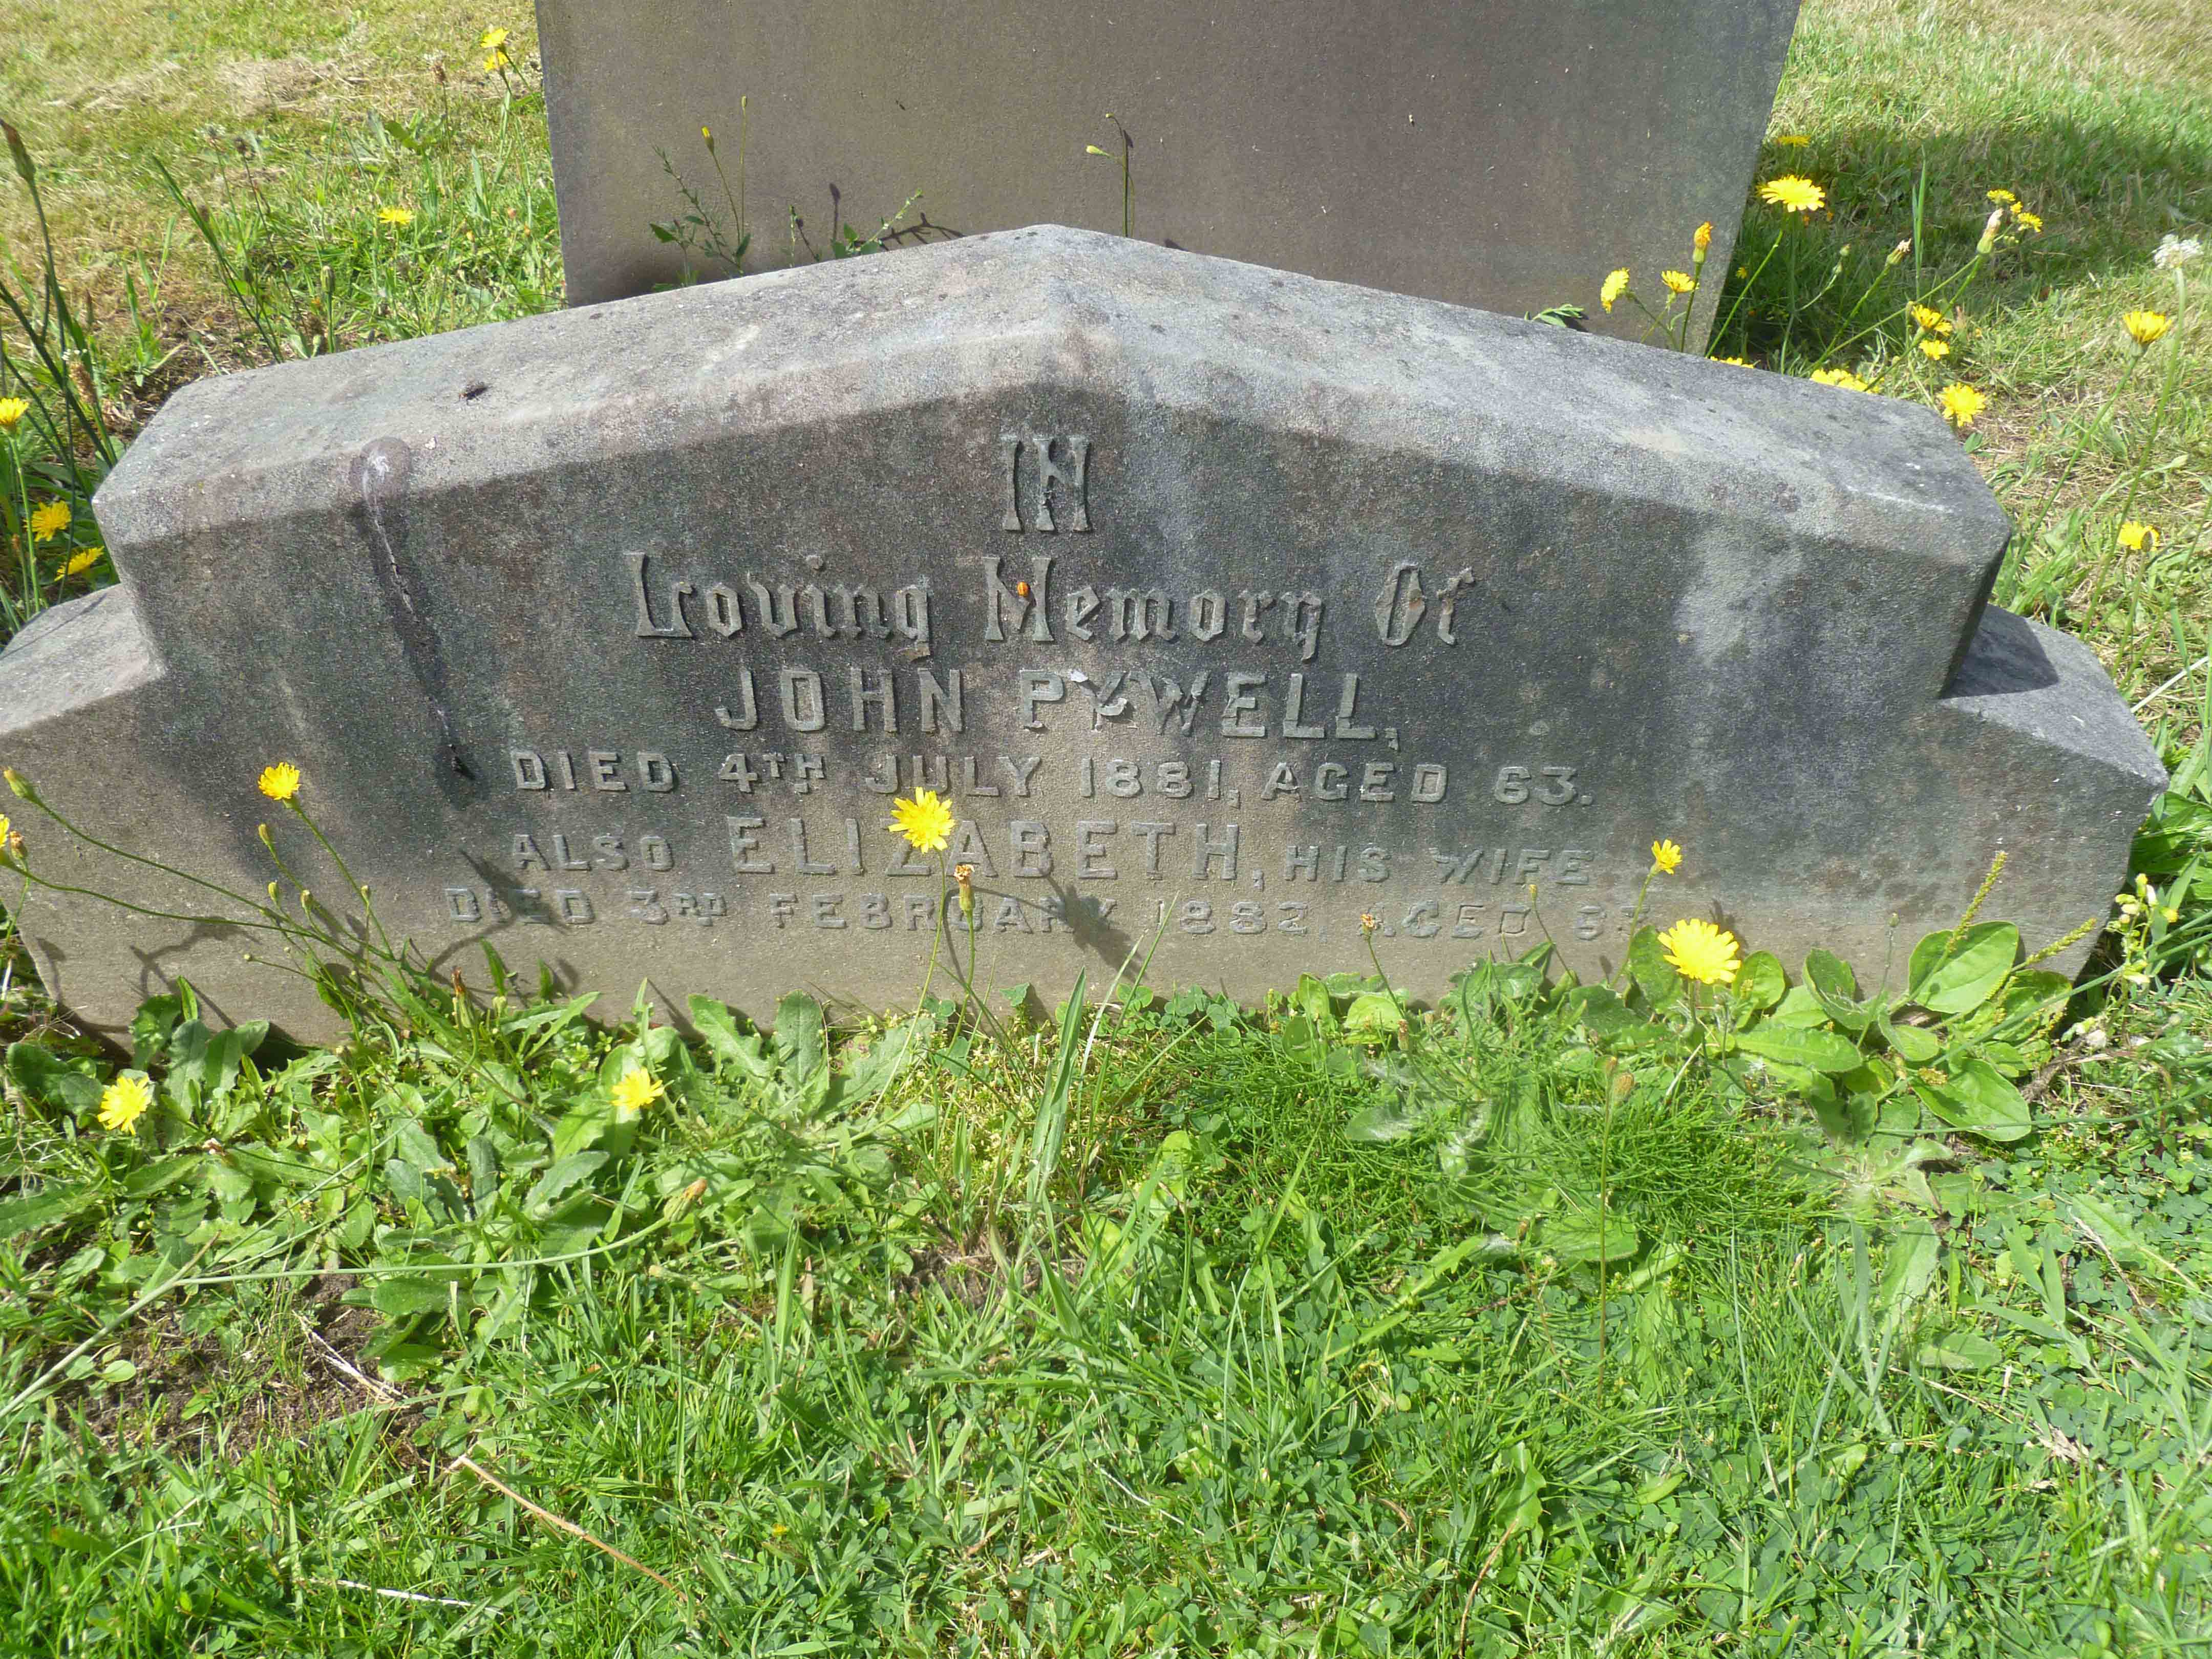 IN
Loving Memory Of
JOHN PYWELL,
DIED 4TH JULY 1881, AGED 63.
ALSO ELIZABETH, HIS WIFE
DIED 3RD FEBRUARY 1882, AGED